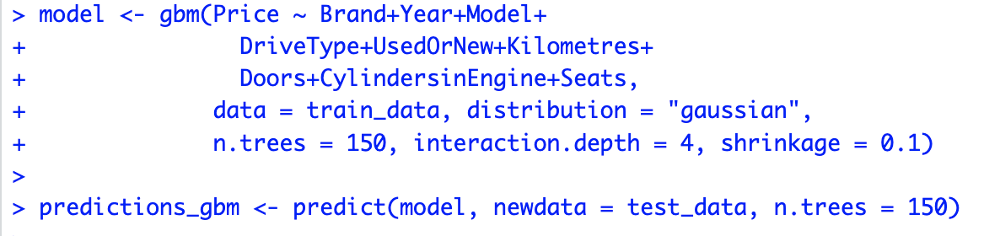 > model <- gbm(Price ~ Brand+Year+Model+
+                DriveType+UsedOrNew+Kilometres+
+                Doors+CylindersinEngine+Seats,
+              data = train_data, distribution = "gaussian",
+              n.trees = 150, interaction.depth = 4, shrinkage = 0.1)
>
> predictions_gbm <- predict(model, newdata = test_data, n.trees = 150)